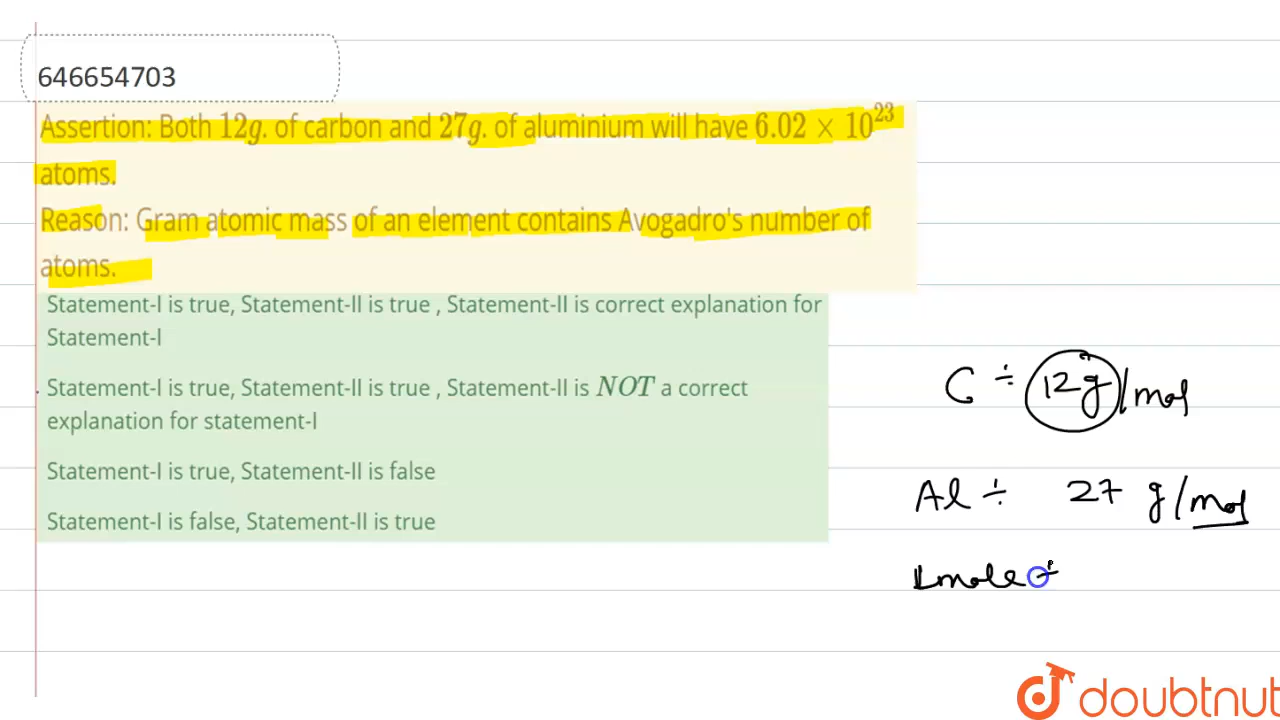 646654703
Assertion: Both 12g. of carbon and 27g. of aluminium will have 6.02 × 10^23
atoms.
Reason: Gram atomic mass of an element contains Avogadro's number of
atoms.
Statement-I is true, Statement-II is true , Statement-II is correct explanation for
Statement-I
Statement-I is true, Statement-II is true , Statement-II is NOT a correct
explanation for statement-I
Statement-I is true, Statement-II is false
Statement-I is false, Statement-II is true
C ÷ 12g/mol
Al ÷ 27 g/mol
1mole
doubtnut